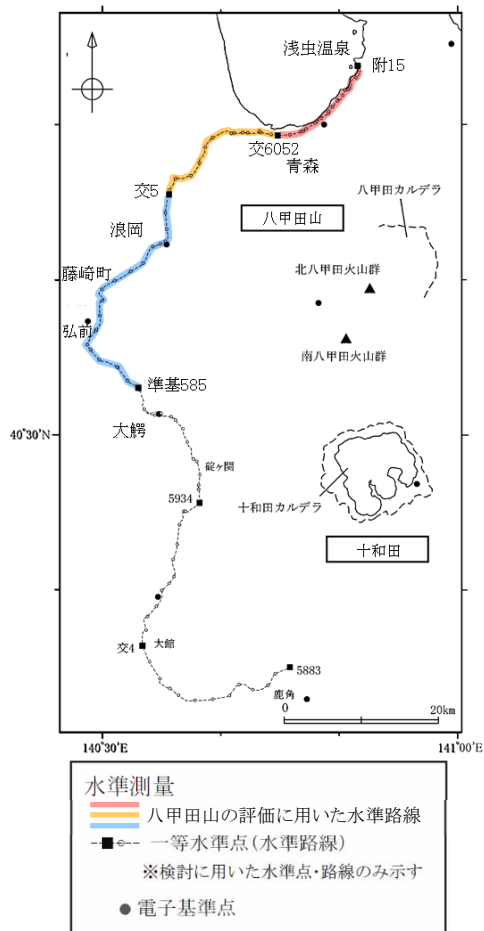 浅虫温泉
附15
交6052
青森
八甲田カルデラ
交5
八甲田山
浪岡
北八甲田火山群
藤崎町
弘前
南八甲田火山群
準基585
40°30'N
大鰐
碇ヶ関
5934
十和田カルデラ
十和田
交4
大館
5883
鹿角
0
20km
140°30'E
141°00'E
水準測量
八甲田山の評価に用いた水準路線
一等水準点(水準路線)
※検討に用いた水準点・路線のみ示す
電子基準点